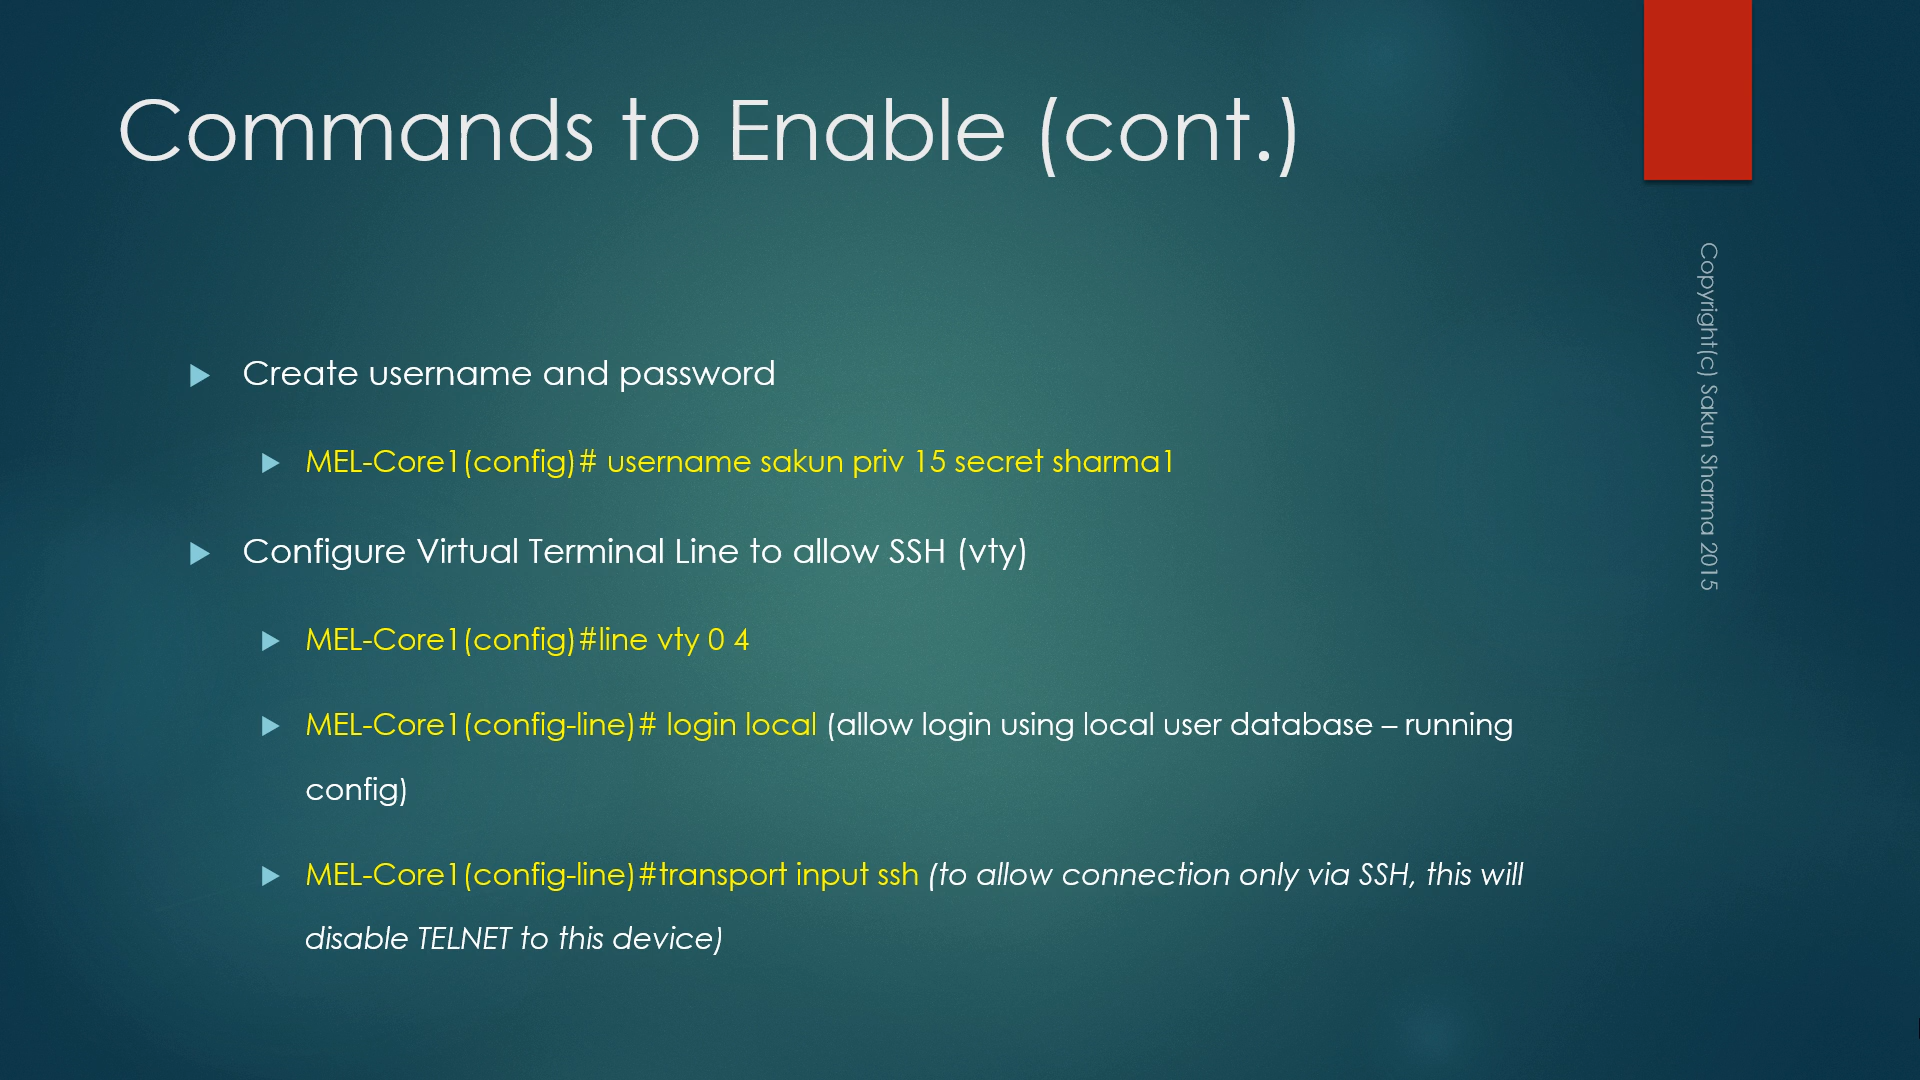 Commands to Enable (cont.)
Create username and password
MEL-Core1(config)# username sakun priv 15 secret sharma1
Configure Virtual Terminal Line to allow SSH (vty)
MEL-Core1(config)#line vty 0 4
MEL-Core1(config-line)# login local (allow login using local user database – running
config)
MEL-Core1(config-line)#transport input ssh (to allow connection only via SSH, this will
disable TELNET to this device)
Copyright(c) Sakun Sharma 2015